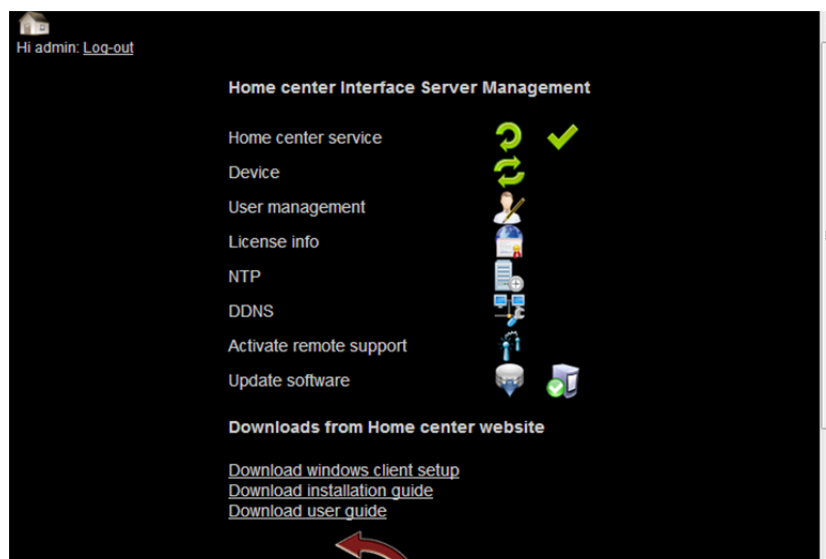 Hi admin: Log-out
Home center Interface Server Management
Home center service
Device
User management
License info
NTP
DDNS
Activate remote support
Update software
Downloads from Home center website
Download windows client setup
Download installation guide
Download user guide